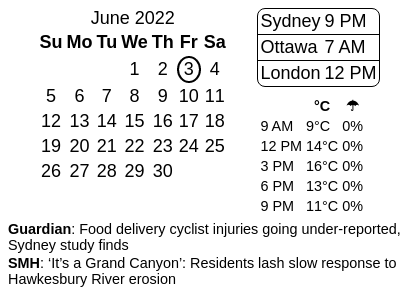 June 2022
Su Mo Tu We Th Fr Sa
1 2 3 4
5 6 7 8 9 10 11
12 13 14 15 16 17 18
19 20 21 22 23 24 25
26 27 28 29 30
Sydney 9 PM
Ottawa 7 AM
London 12 PM
°C ☂
9 AM 9°C 0%
12 PM 14°C 0%
3 PM 16°C 0%
6 PM 13°C 0%
9 PM 11°C 0%
Guardian: Food delivery cyclist injuries going under-reported,
Sydney study finds
SMH: ‘It’s a Grand Canyon’: Residents lash slow response to
Hawkesbury River erosion